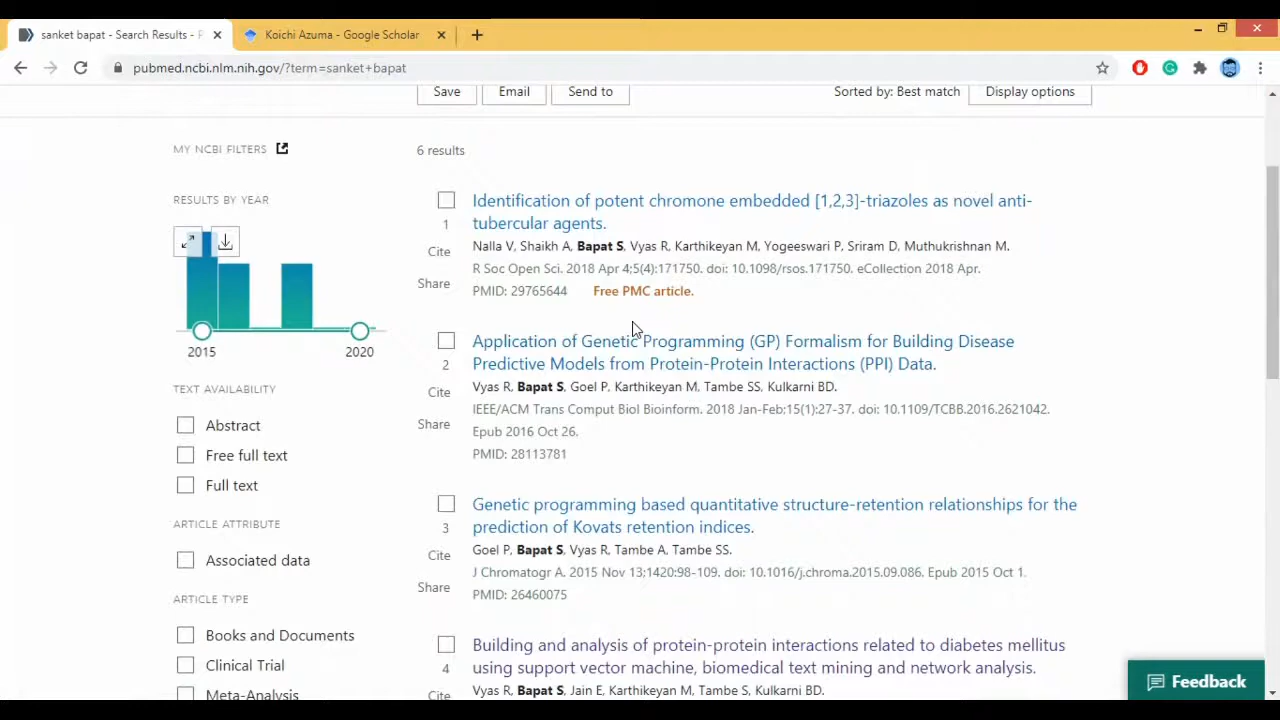 sanket bapat - Search Results - P
Koichi Azuma - Google Scholar
pubmed.ncbi.nlm.nih.gov/?term=sanket+bapat
Save
Email
Send to
Sorted by: Best match
Display options
MY NCBI FILTERS
6 results
RESULTS BY YEAR
2015
2020
TEXT AVAILABILITY
Abstract
Free full text
Full text
ARTICLE ATTRIBUTE
Associated data
ARTICLE TYPE
Books and Documents
Clinical Trial
Meta-Analysis
1
Cite
Share
Identification of potent chromone embedded [1,2,3]-triazoles as novel anti-
tubercular agents.
Nalla V, Shaikh A, Bapat S, Vyas R, Karthikeyan M, Yogeeswari P, Sriram D, Muthukrishnan M.
R Soc Open Sci. 2018 Apr 4;5(4):171750. doi: 10.1098/rsos.171750. eCollection 2018 Apr.
PMID: 29765644 Free PMC article.
2
Cite
Share
Application of Genetic Programming (GP) Formalism for Building Disease
Predictive Models from Protein-Protein Interactions (PPI) Data.
Vyas R, Bapat S, Goel P, Karthikeyan M, Tambe SS, Kulkarni BD.
IEEE/ACM Trans Comput Biol Bioinform. 2018 Jan-Feb;15(1):27-37. doi: 10.1109/TCBB.2016.2621042.
Epub 2016 Oct 26.
PMID: 28113781
3
Cite
Share
Genetic programming based quantitative structure-retention relationships for the
prediction of Kovats retention indices.
Goel P, Bapat S, Vyas R, Tambe A, Tambe SS.
J Chromatogr A. 2015 Nov 13;1420:98-109. doi: 10.1016/j.chroma.2015.09.086. Epub 2015 Oct 1.
PMID: 26460075
4
Cite
Building and analysis of protein-protein interactions related to diabetes mellitus
using support vector machine, biomedical text mining and network analysis.
Vyas R, Bapat S, Jain E, Karthikeyan M, Tambe S, Kulkarni BD.
Feedback